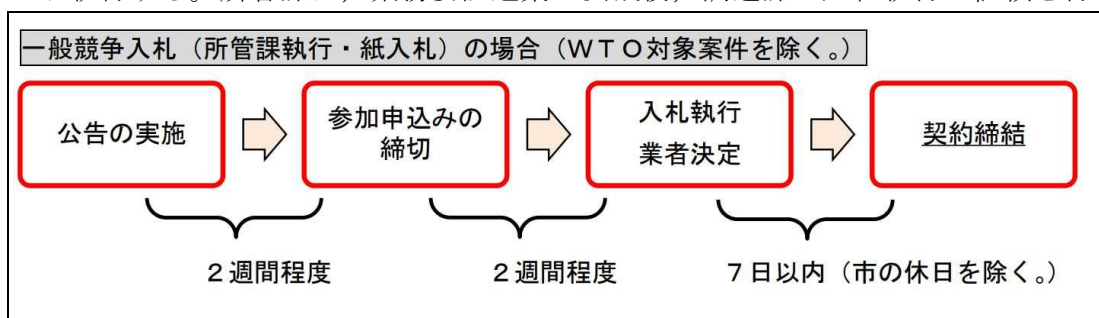 一般競争入札（所管課執行・紙入札）の場合（ＷＴＯ対象案件を除く。）
公告の実施
参加申込みの
締切
入札執行
業者決定
契約締結
２週間程度
２週間程度
７日以内（市の休日を除く。）